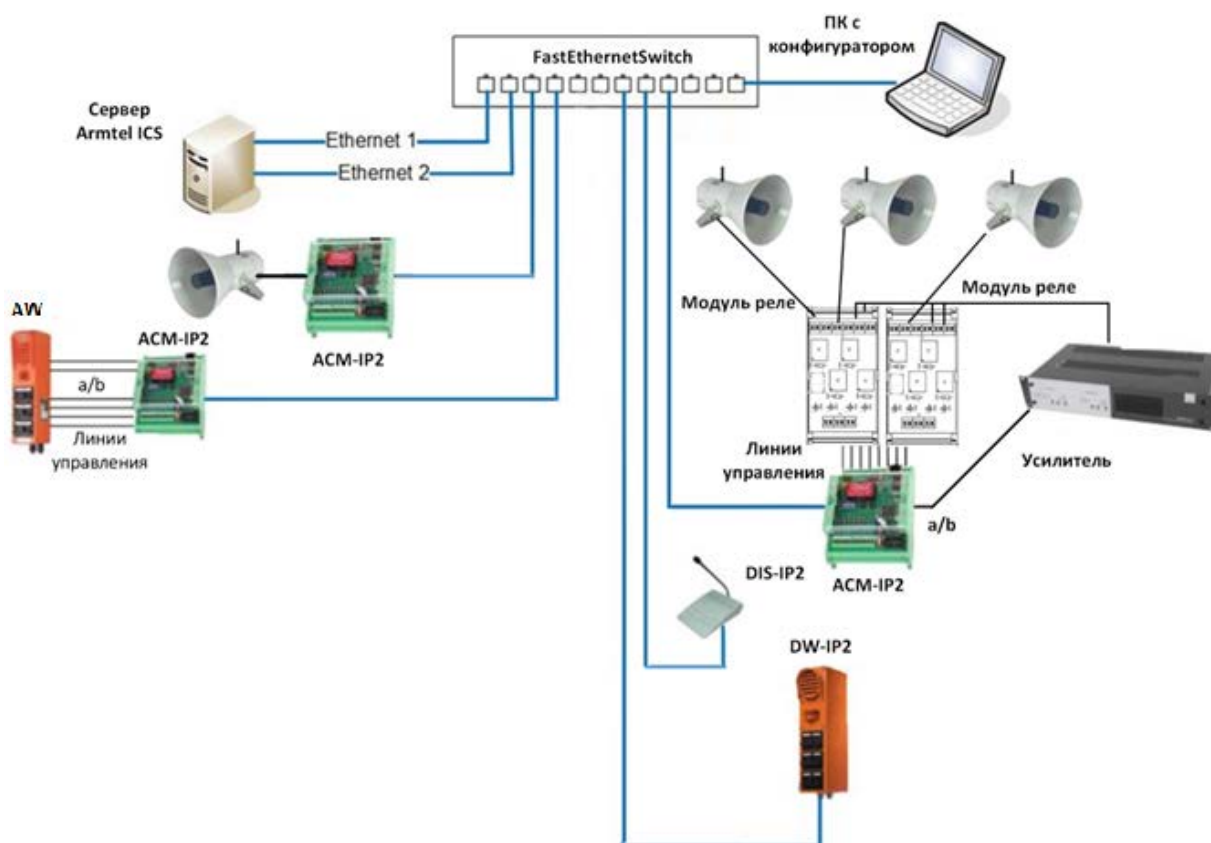 ПК с
конфигуратором
FastEthernetSwitch
Сервер
Armtel ICS
Ethernet 1
Ethernet 2
Модуль реле
Модуль реле
AW
ACM-IP2
ACM-IP2
a/b
Линии
управления
Линии
управления
Усилитель
a/b
ACM-IP2
DIS-IP2
DW-IP2